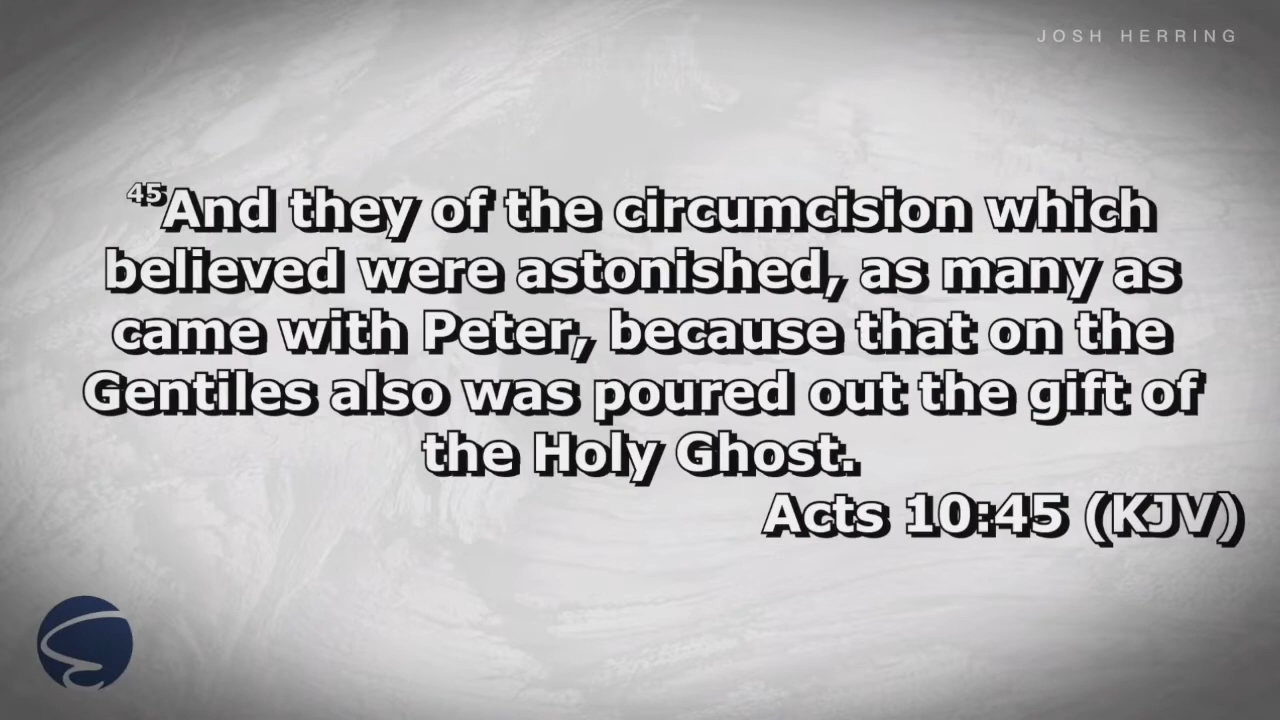 JOSH HERRING
45And they of the circumcision which
believed were astonished, as many as
came with Peter, because that on the
Gentiles also was poured out the gift of
the Holy Ghost.
Acts 10:45 (KJV)